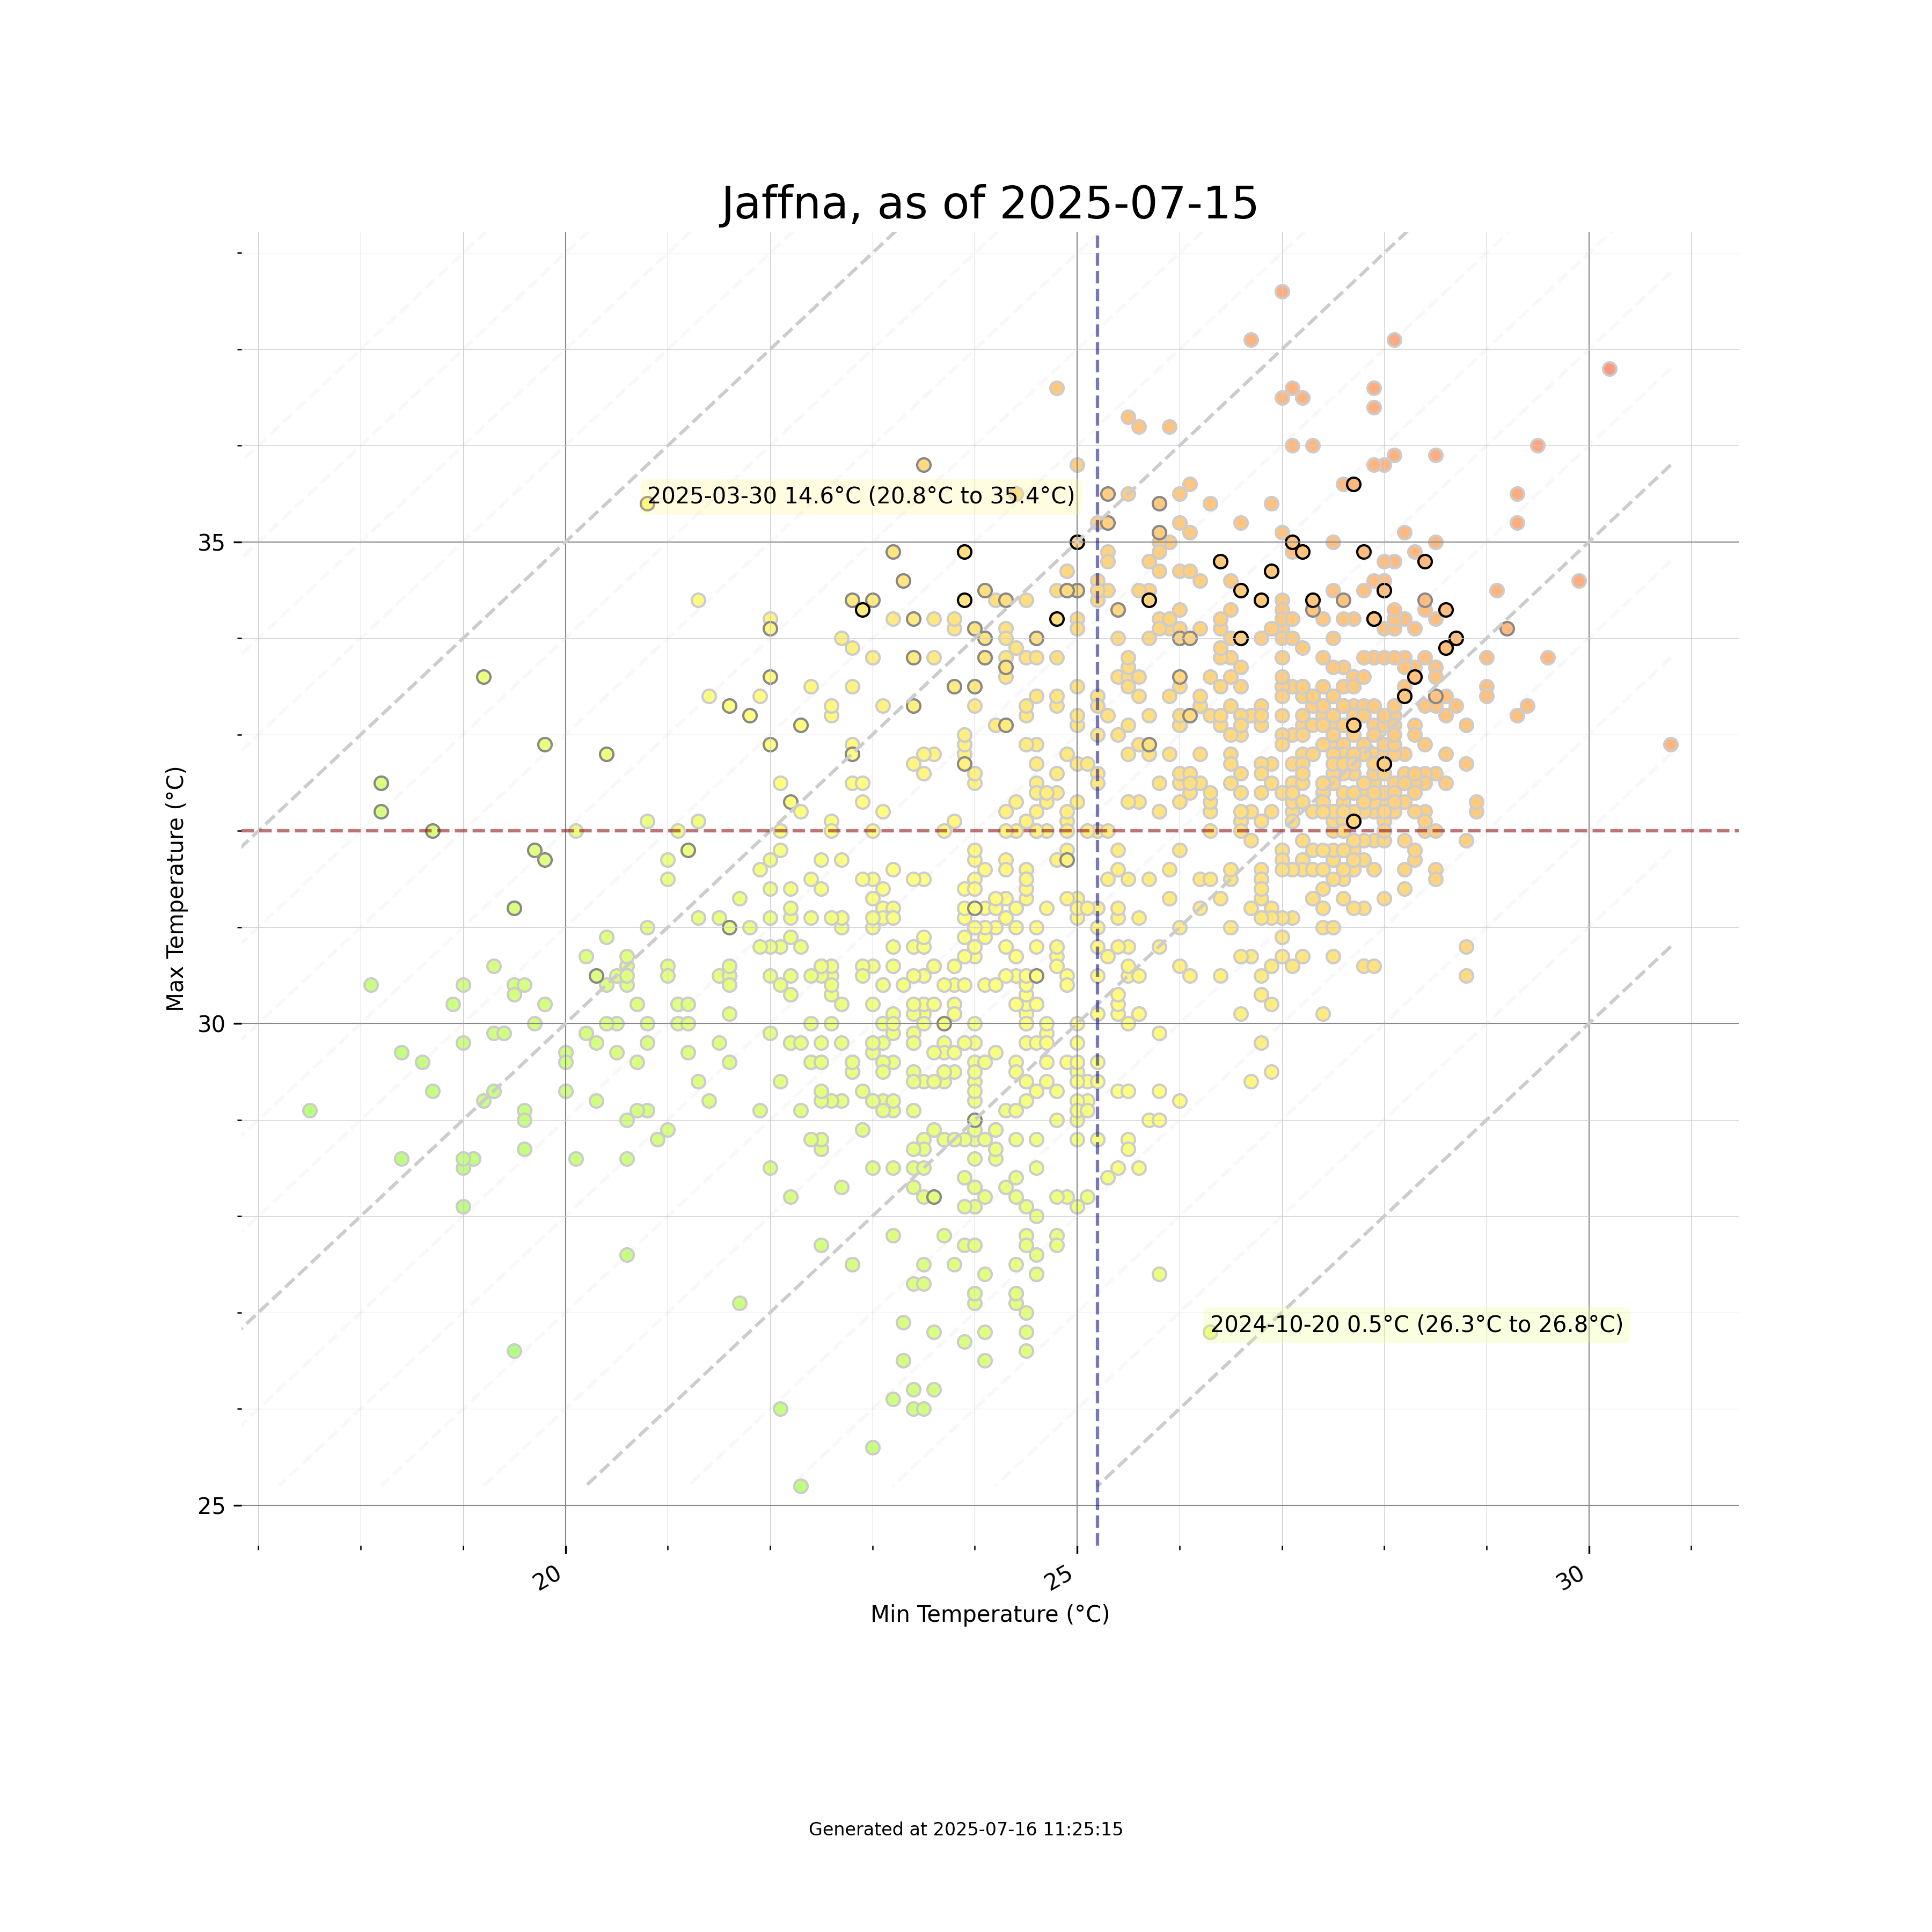 Jaffna, as of 2025-07-15
2025-03-30 14.6°C (20.8°C to 35.4°C)
35
Max Temperature (°C)
30
2024-10-20 0.5°C (26.3°C to 26.8°C)
25
20
25
30
Min Temperature (°C)
Generated at 2025-07-16 11:25:15